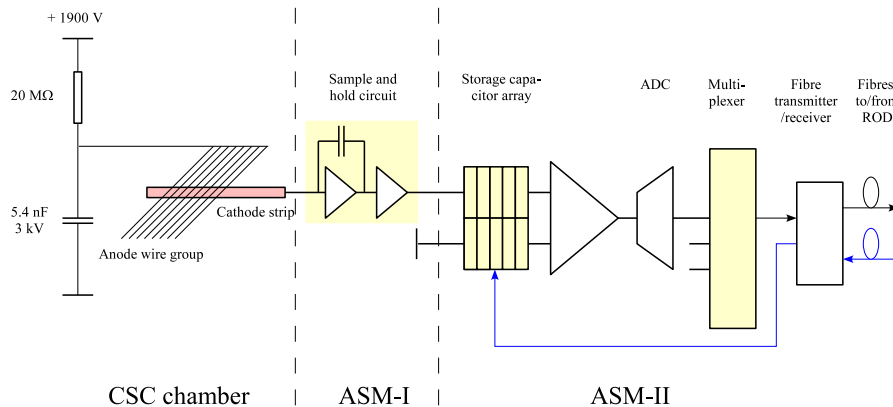 + 1900 V
20 MΩ
5.4 nF
3 kV
Cathode strip
Anode wire group
Sample and
hold circuit
Storage capa-
citor array
ADC
Multi-
plexer
Fibre
transmitter
/receiver
Fibres
to/from
ROD
CSC chamber
ASM-I
ASM-II